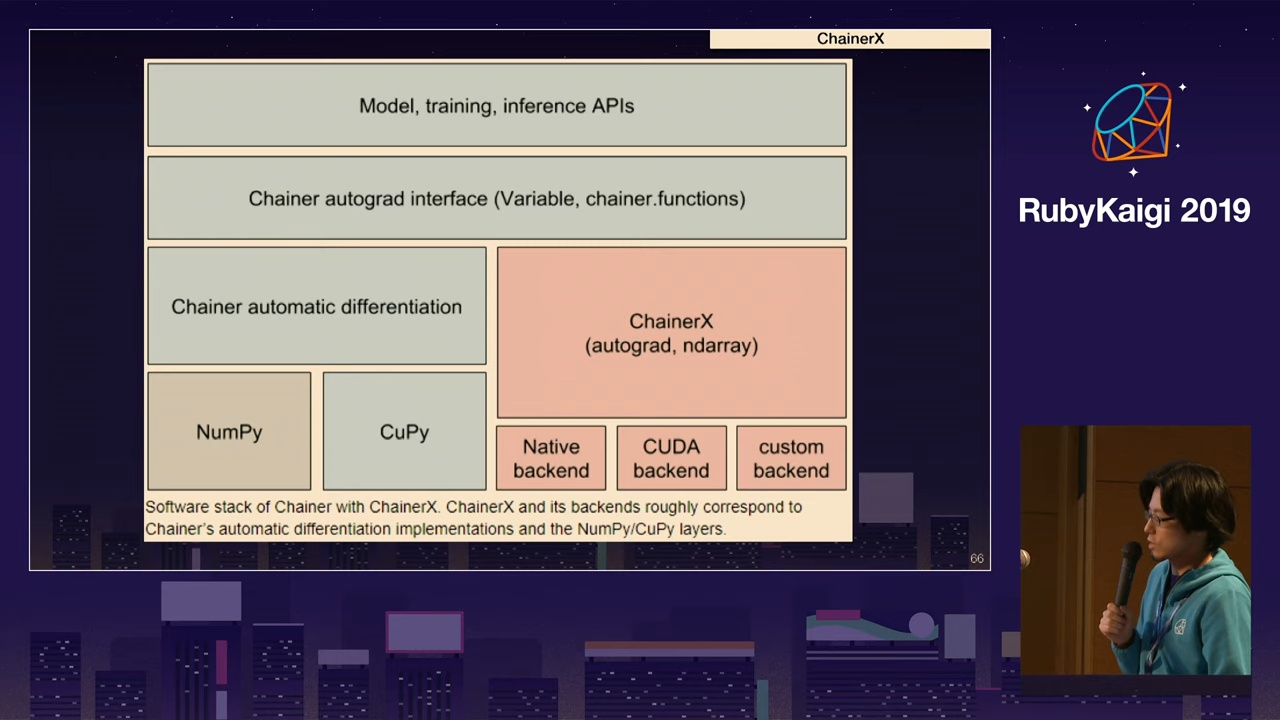 ChainerX
Model, training, inference APIs
Chainer autograd interface (Variable, chainer.functions)
Chainer automatic differentiation
ChainerX
(autograd, ndarray)
NumPy
CuPy
Native
backend
CUDA
backend
custom
backend
Software stack of Chainer with ChainerX. ChainerX and its backends roughly correspond to
Chainer's automatic differentiation implementations and the NumPy/CuPy layers.
66
RubyKaigi 2019